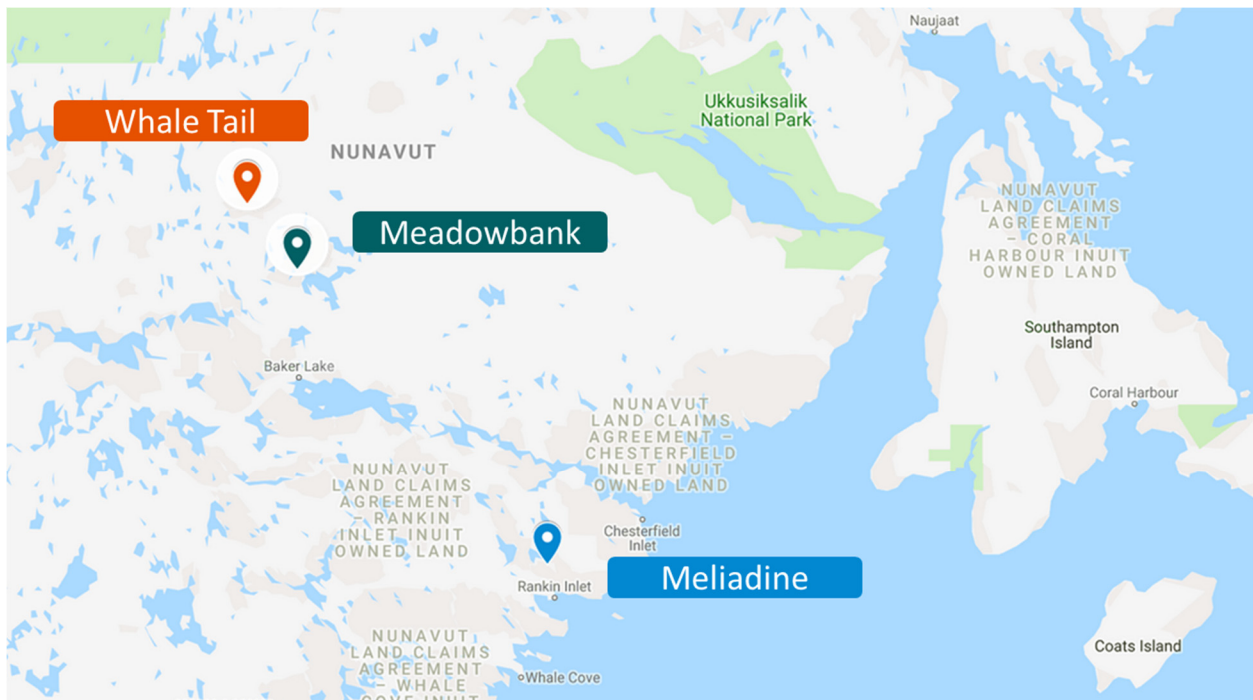 Naujaat
Ukkusiksalik
National Park
Whale Tail
NUNAVUT
Meadowbank
NUNAVUT
LAND CLAIMS
AGREEMENT
– CORAL
HARBOUR INUIT
OWNED LAND
Southampton
Island
Baker Lake
Coral Harbour
NUNAVUT
LAND CLAIMS
AGREEMENT –
CHESTERFIELD
INLET INUIT
OWNED LAND
NUNAVUT
LAND CLAIMS
AGREEMENT
– RANKIN
INLET INUIT
OWNED LAND
Chesterfield
Inlet
Meliadine
Rankin Inlet
NUNAVUT
LAND CLAIMS
AGREEMENT
– WHALE
COVE INUIT
Whale Cove
Coats Island